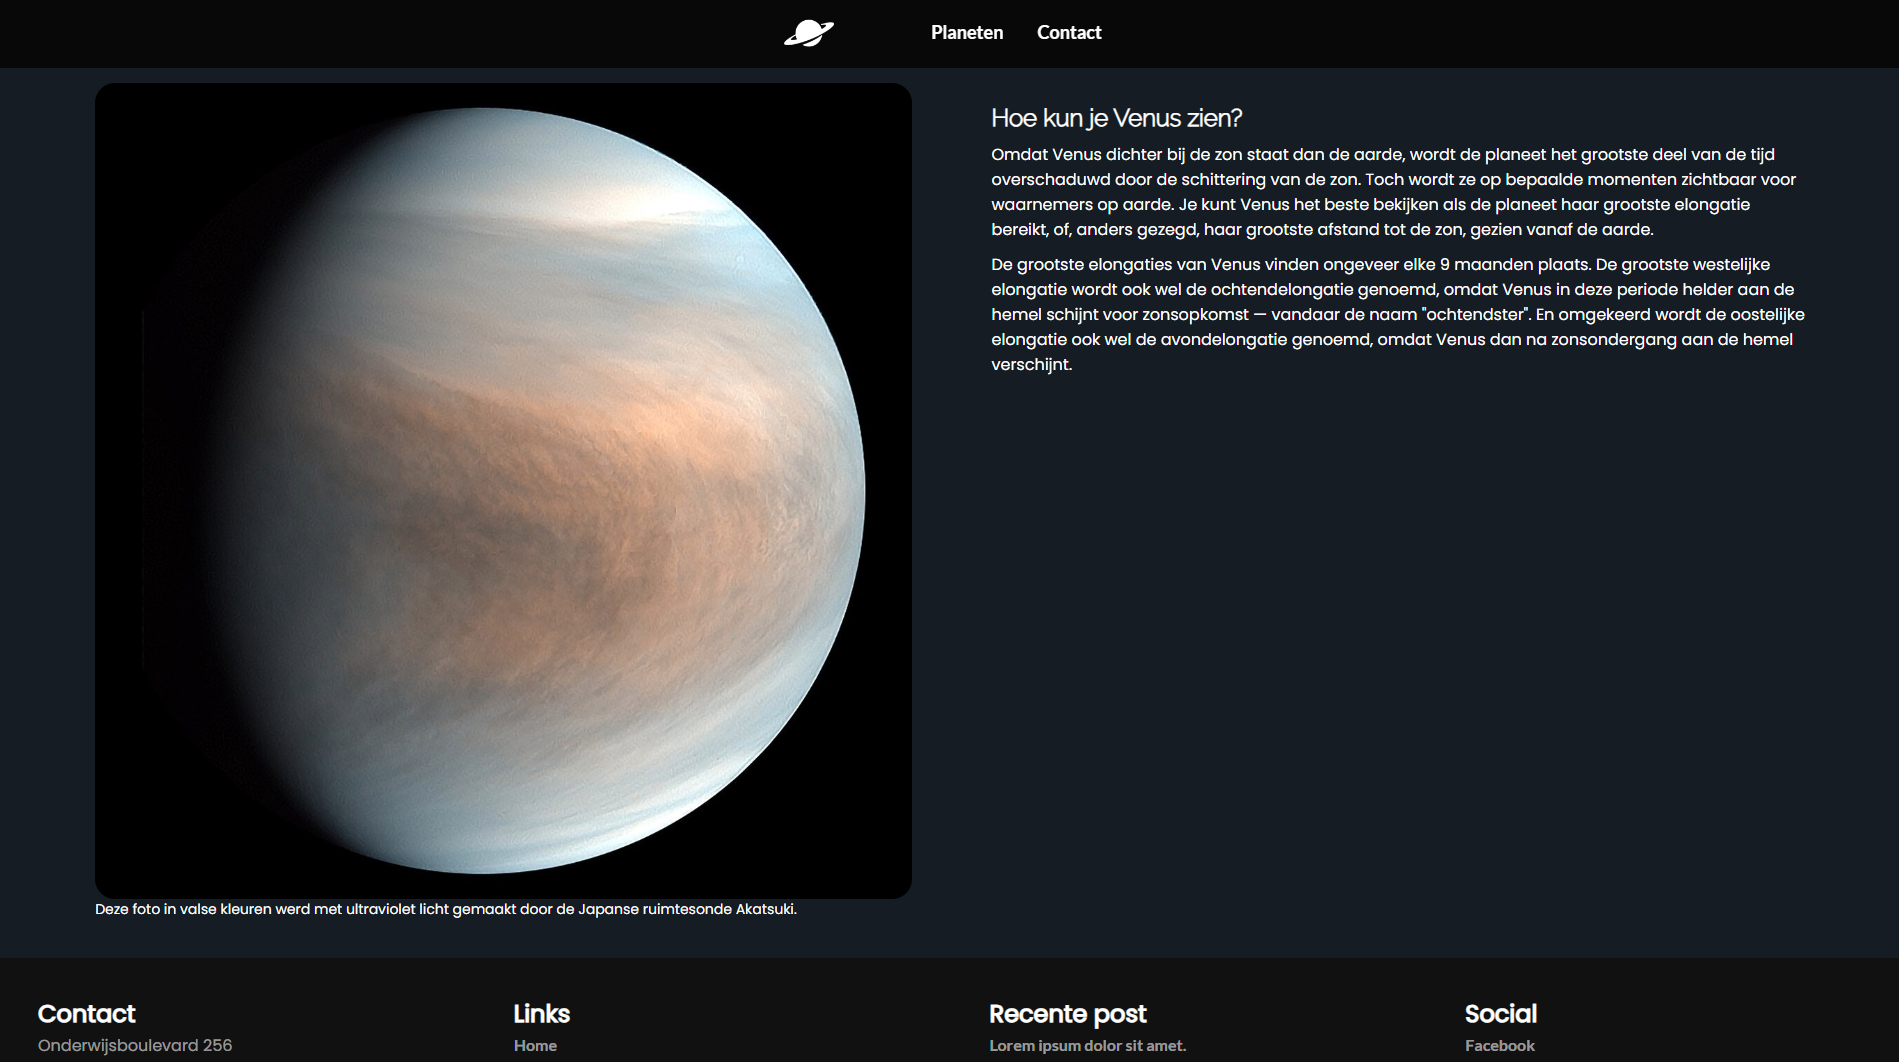 Planeten Contact
Hoe kun je Venus zien?
Omdat Venus dichter bij de zon staat dan de aarde, wordt de planeet het grootste deel van de tijd
overschaduwd door de schittering van de zon. Toch wordt ze op bepaalde momenten zichtbaar voor
waarnemers op aarde. Je kunt Venus het beste bekijken als de planeet haar grootste elongatie
bereikt, of, anders gezegd, haar grootste afstand tot de zon, gezien vanaf de aarde.
De grootste elongaties van Venus vinden ongeveer elke 9 maanden plaats. De grootste westelijke
elongatie wordt ook wel de ochtendelongatie genoemd, omdat Venus in deze periode helder aan de
hemel schijnt voor zonsopkomst — vandaar de naam "ochtendster". En omgekeerd wordt de oostelijke
elongatie ook wel de avondelongatie genoemd, omdat Venus dan na zonsondergang aan de hemel
verschijnt.
Deze foto in valse kleuren werd met ultraviolet licht gemaakt door de Japanse ruimtesonde Akatsuki.
Contact
Onderwijsboulevard 256
Links
Home
Recente post
Lorem ipsum dolor sit amet.
Social
Facebook